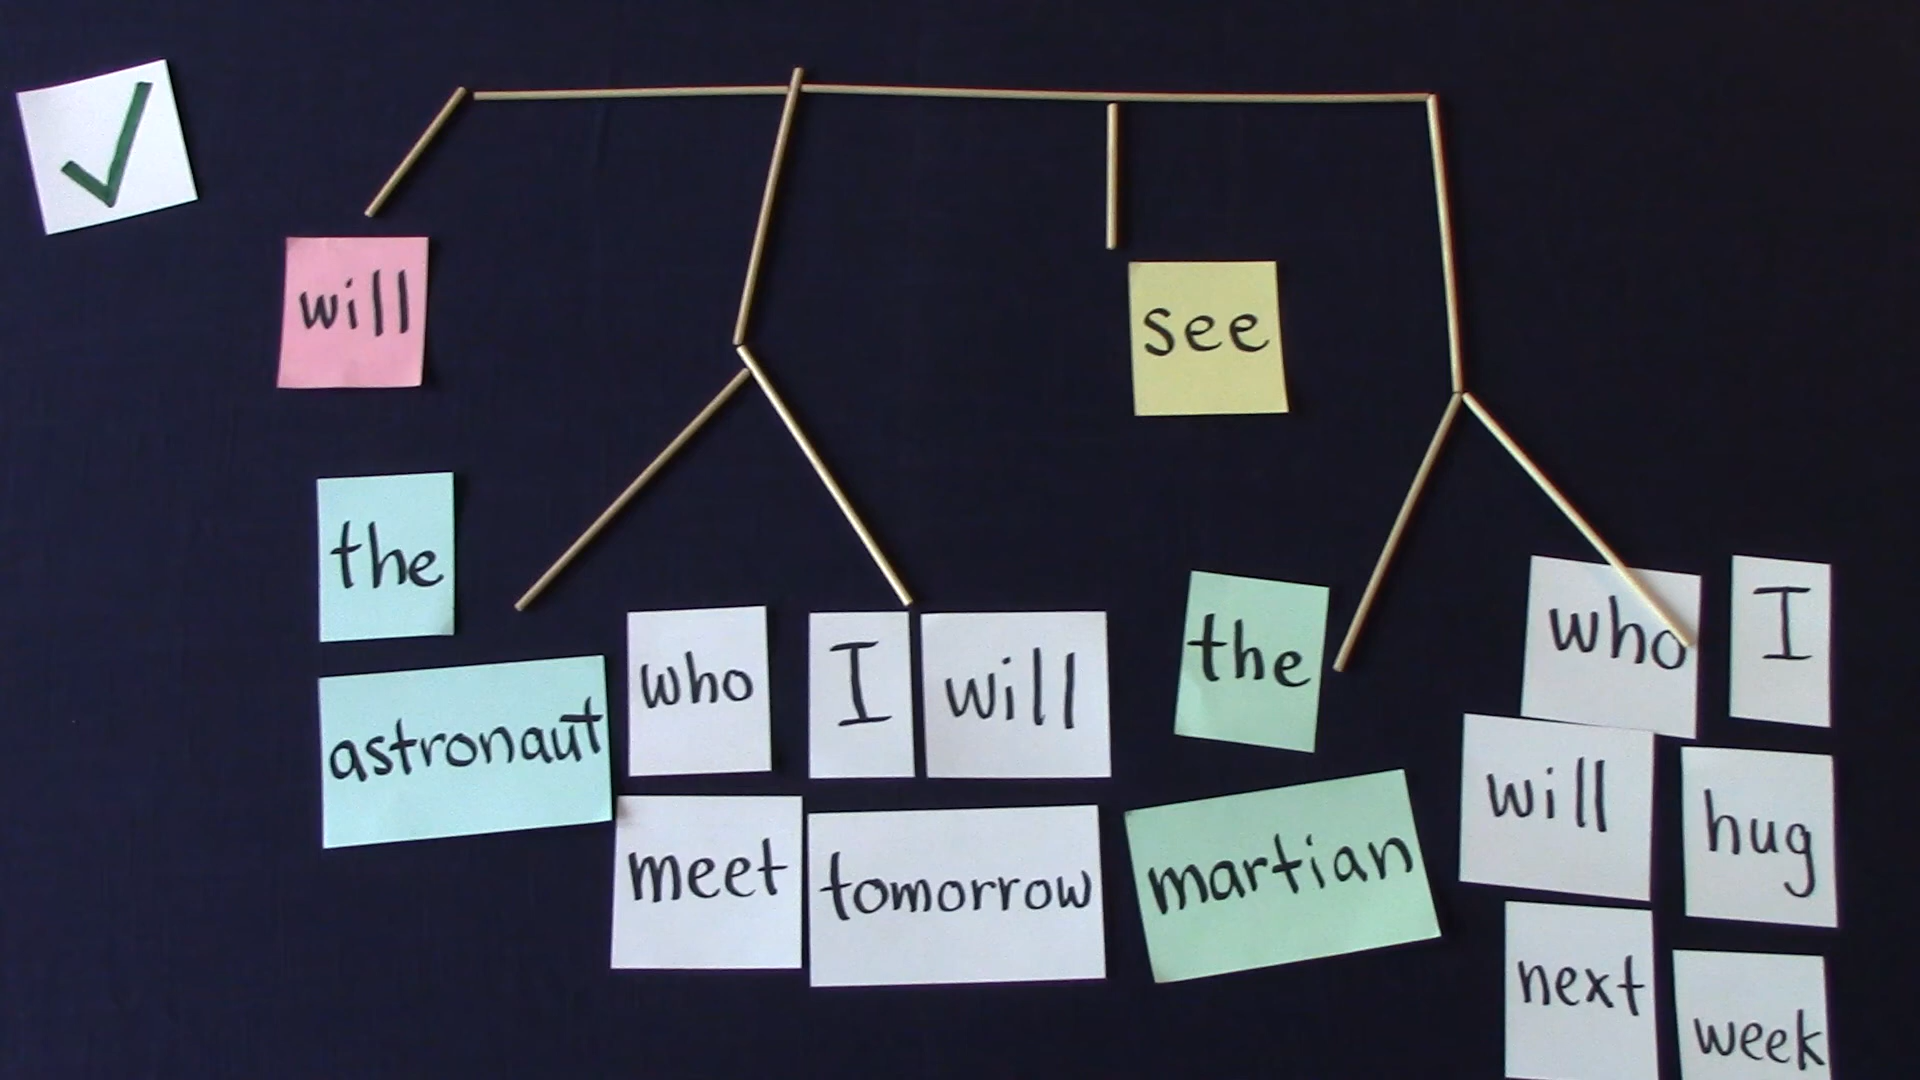 will
see
the
astronaut
who I will
meet tomorrow
the
martian
who I
will hug
next week